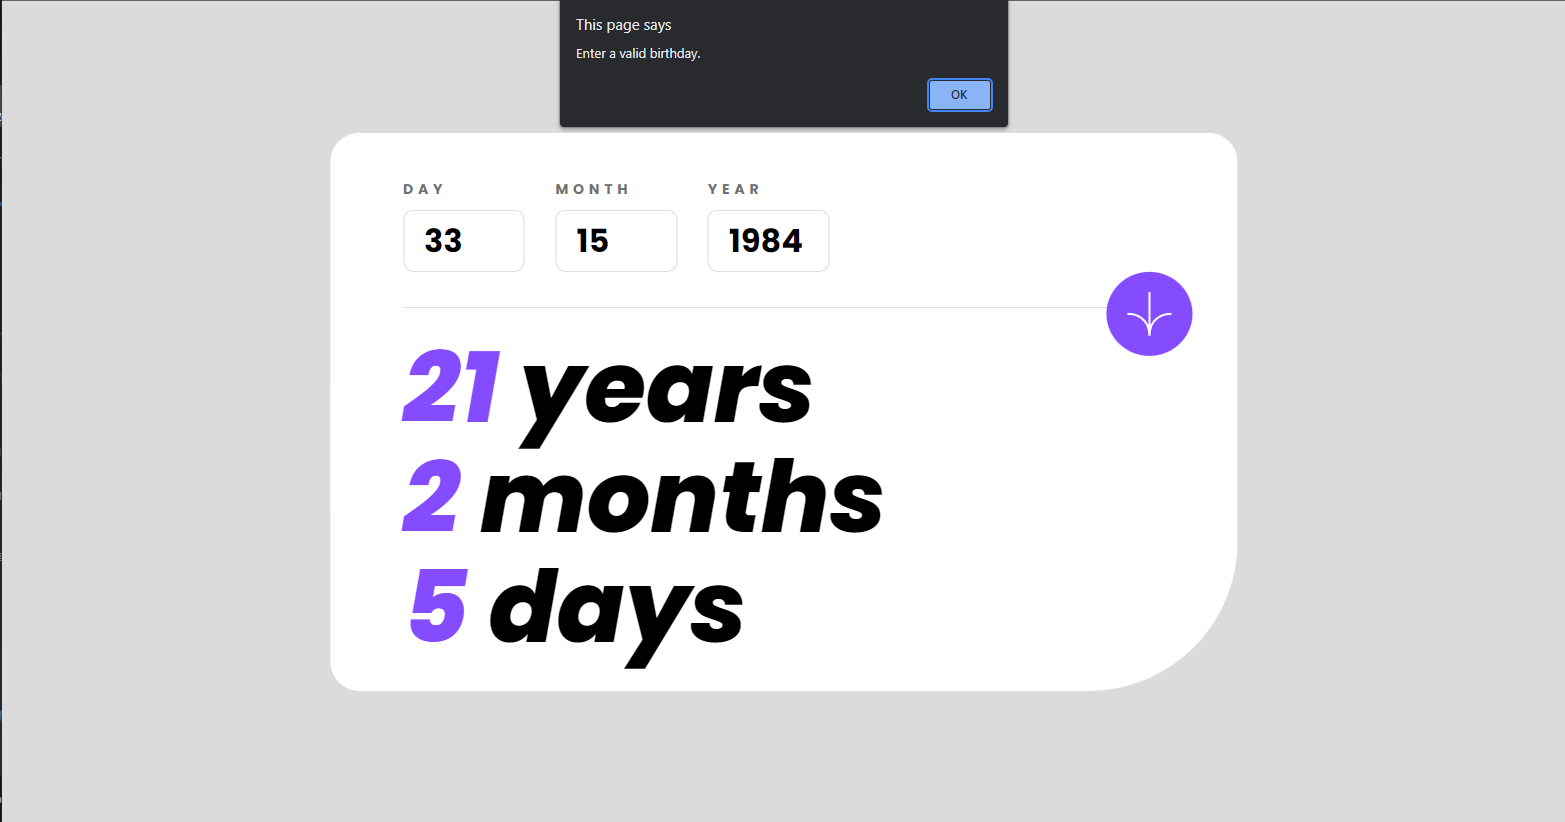 This page says
Enter a valid birthday.
OK
DAY MONTH YEAR
33 15 1984
21 years
2 months
5 days